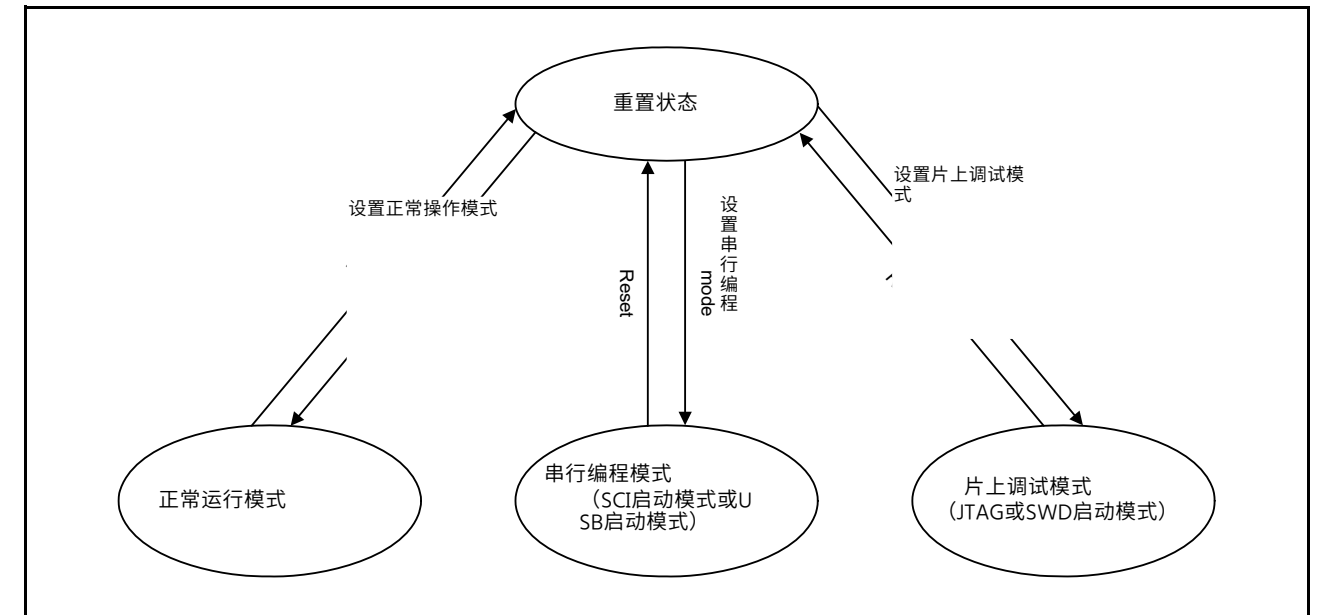 重置状态
设置片上调试模
式
设置正常操作模式
Reset
设置串行编程
mode
正常运行模式
串行编程模式
（SCI启动模式或U
SB启动模式）
片上调试模式
（JTAG或SWD启动模式）